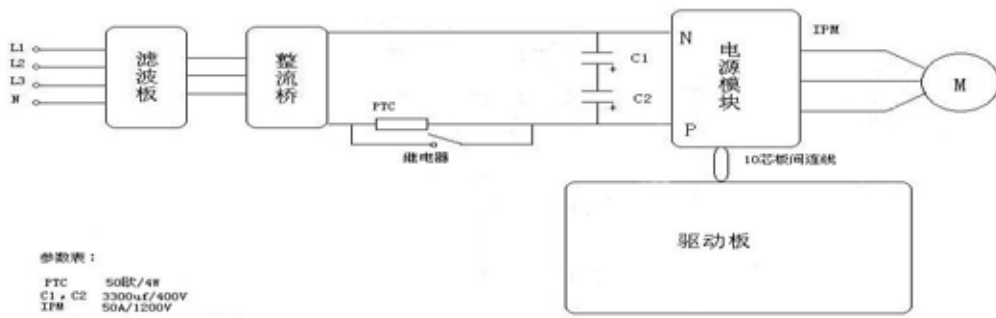 L1
L2
L3
N
滤波板
整流桥
PTC
继电器
C1
C2
N
P
电源模块
IPM
M
10芯板间连线
驱动板
参数表：
PTC 50欧/4W
C1，C2 3300uf/400V
IPM 50A/1200V